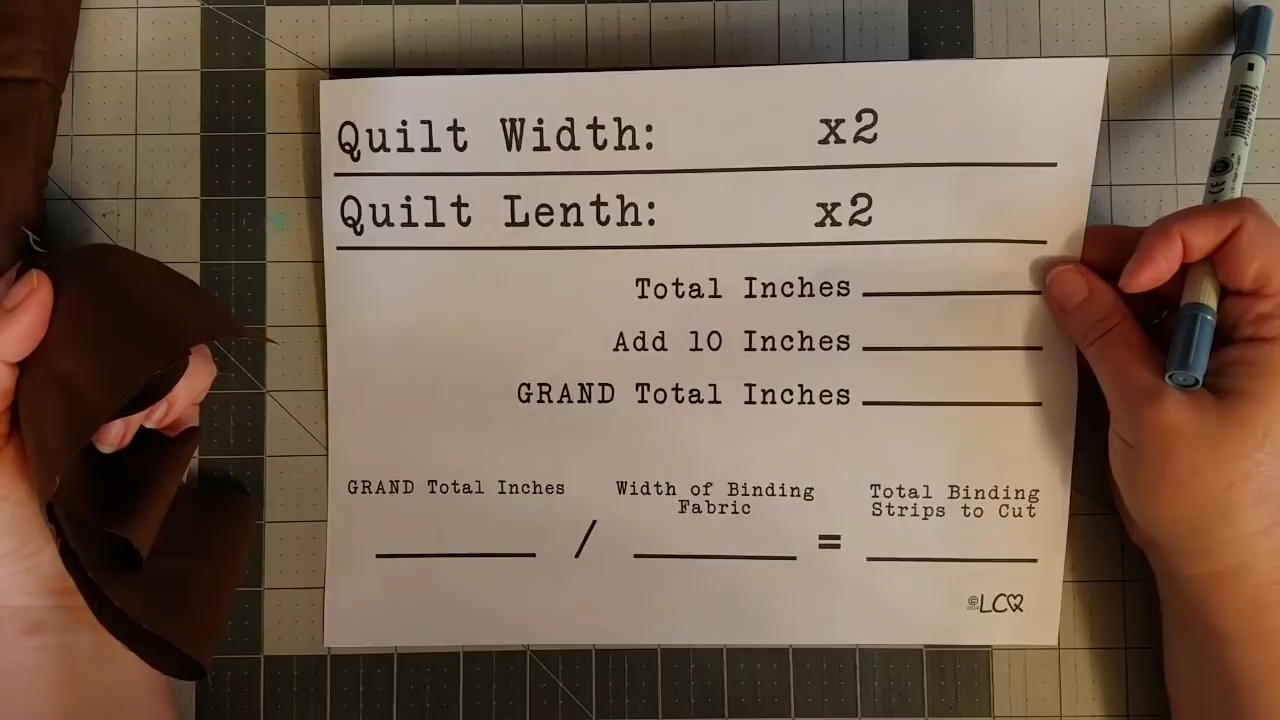 Quilt Width: x2
Quilt Lenth: x2
Total Inches
Add 10 Inches
GRAND Total Inches
GRAND Total Inches / Width of Binding Fabric = Total Binding Strips to Cut
© LC
CE